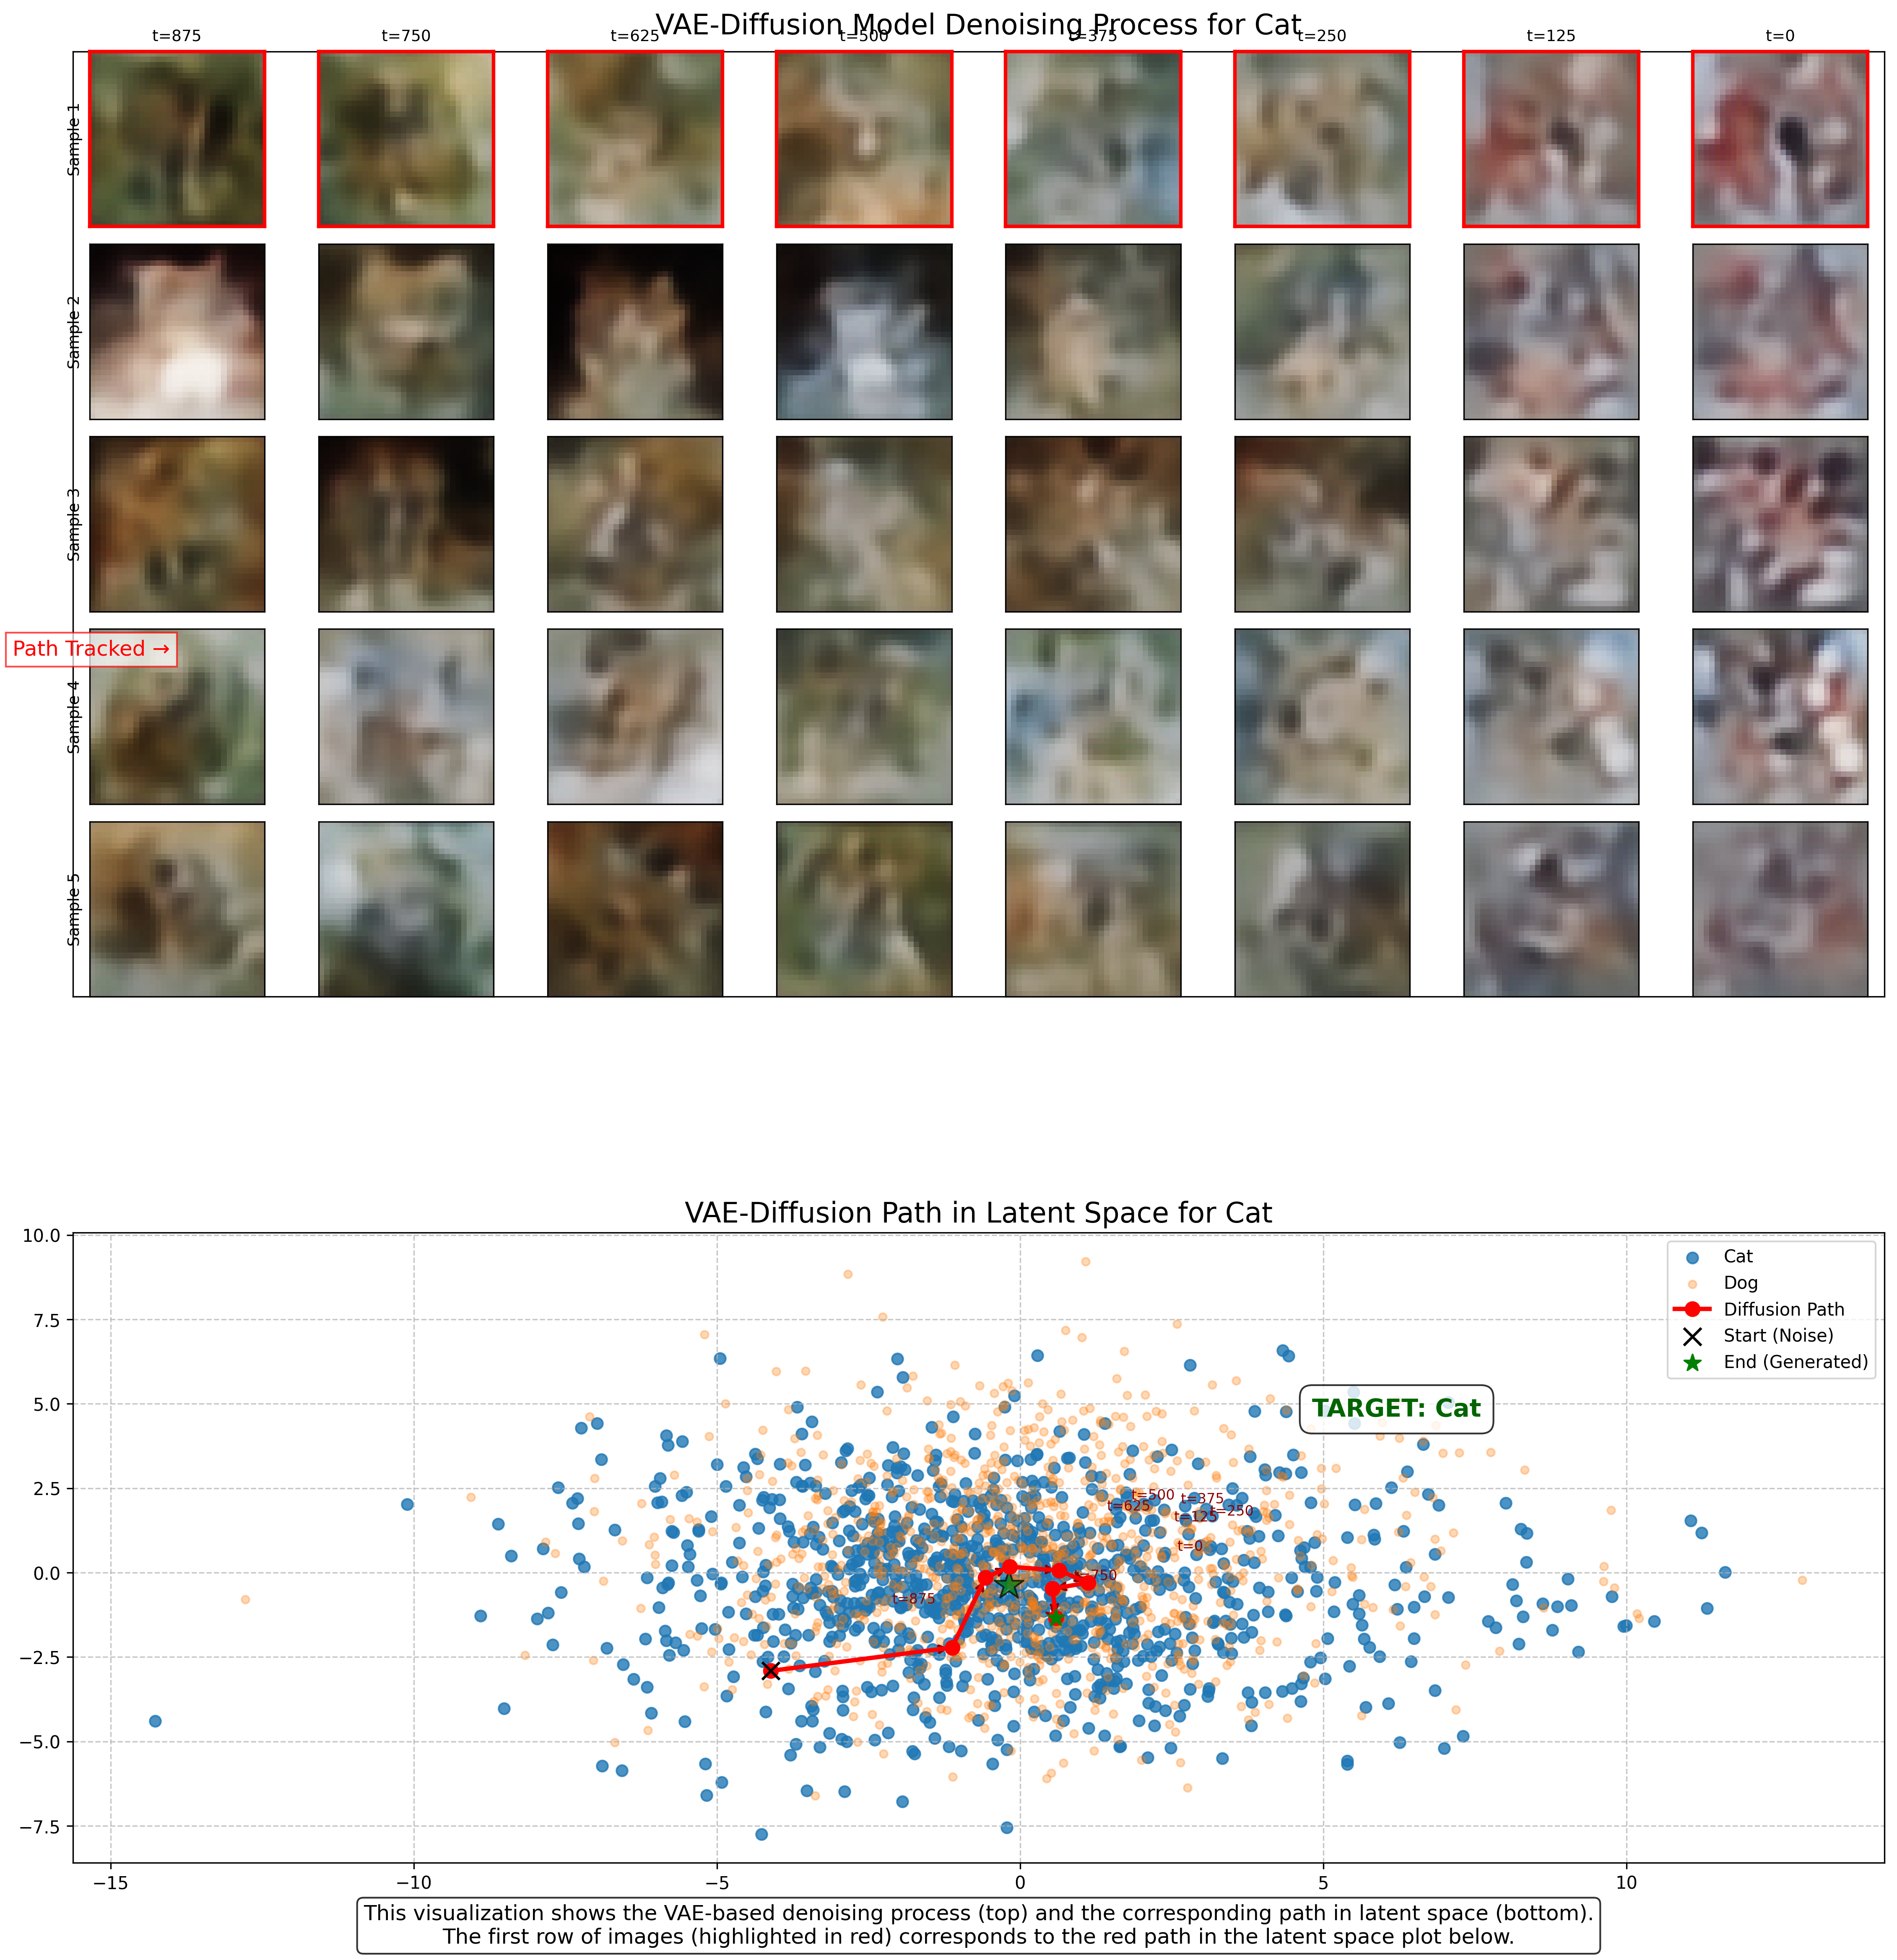 VAE-Diffusion Model Denoising Process for Cat
t=875 t=750 t=625 t=500 t=375 t=250 t=125 t=0
Sample 1
Sample 2
Sample 3
Path Tracked →
Sample 4
Sample 5
VAE-Diffusion Path in Latent Space for Cat
10.0
7.5
5.0
2.5
0.0
−2.5
−5.0
−7.5
Cat
Dog
Diffusion Path
Start (Noise)
End (Generated)
TARGET: Cat
t=500 t=375
t=625 t=250
t=125
t=0
t=750
t=875
−15 −10 −5 0 5 10
This visualization shows the VAE-based denoising process (top) and the corresponding path in latent space (bottom).
The first row of images (highlighted in red) corresponds to the red path in the latent space plot below.